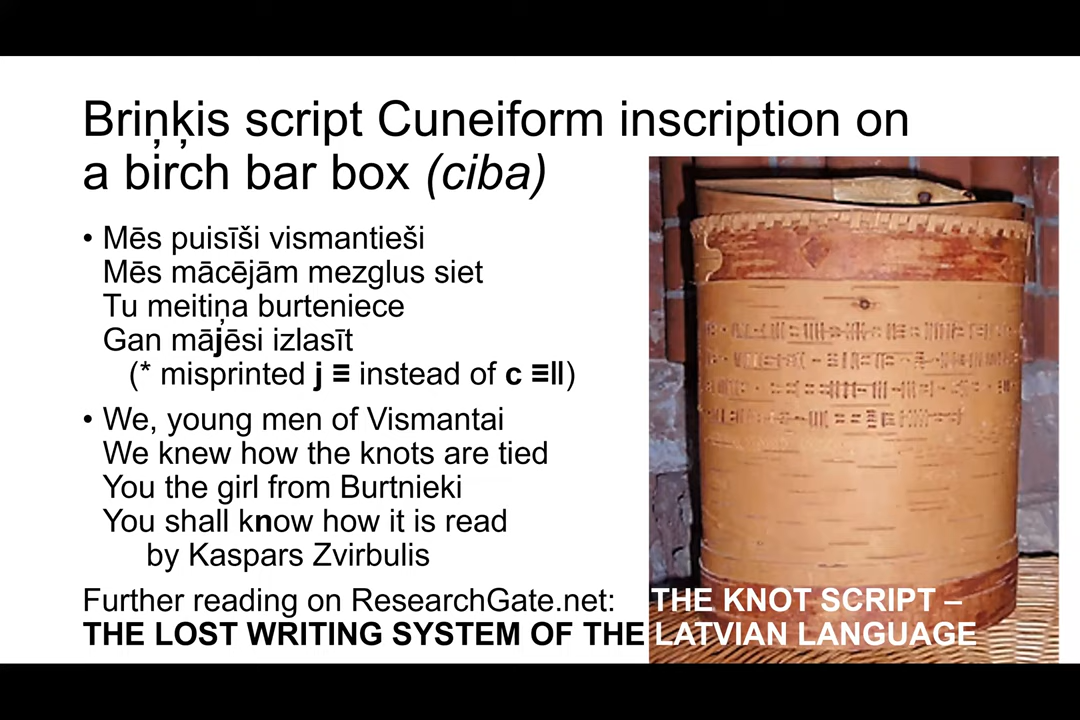 Briņķis script Cuneiform inscription on
a birch bar box (ciba)
• Mēs puisīši vismantieši
Mēs mācējām mezglus siet
Tu meitiņa burteniece
Gan mājēsi izlasīt
(* misprinted j ≡ instead of c ≡ǁ)
• We, young men of Vismantai
We knew how the knots are tied
You the girl from Burtnieki
You shall know how it is read
by Kaspars Zvirbulis
Further reading on ResearchGate.net: THE KNOT SCRIPT –
THE LOST WRITING SYSTEM OF THE LATVIAN LANGUAGE